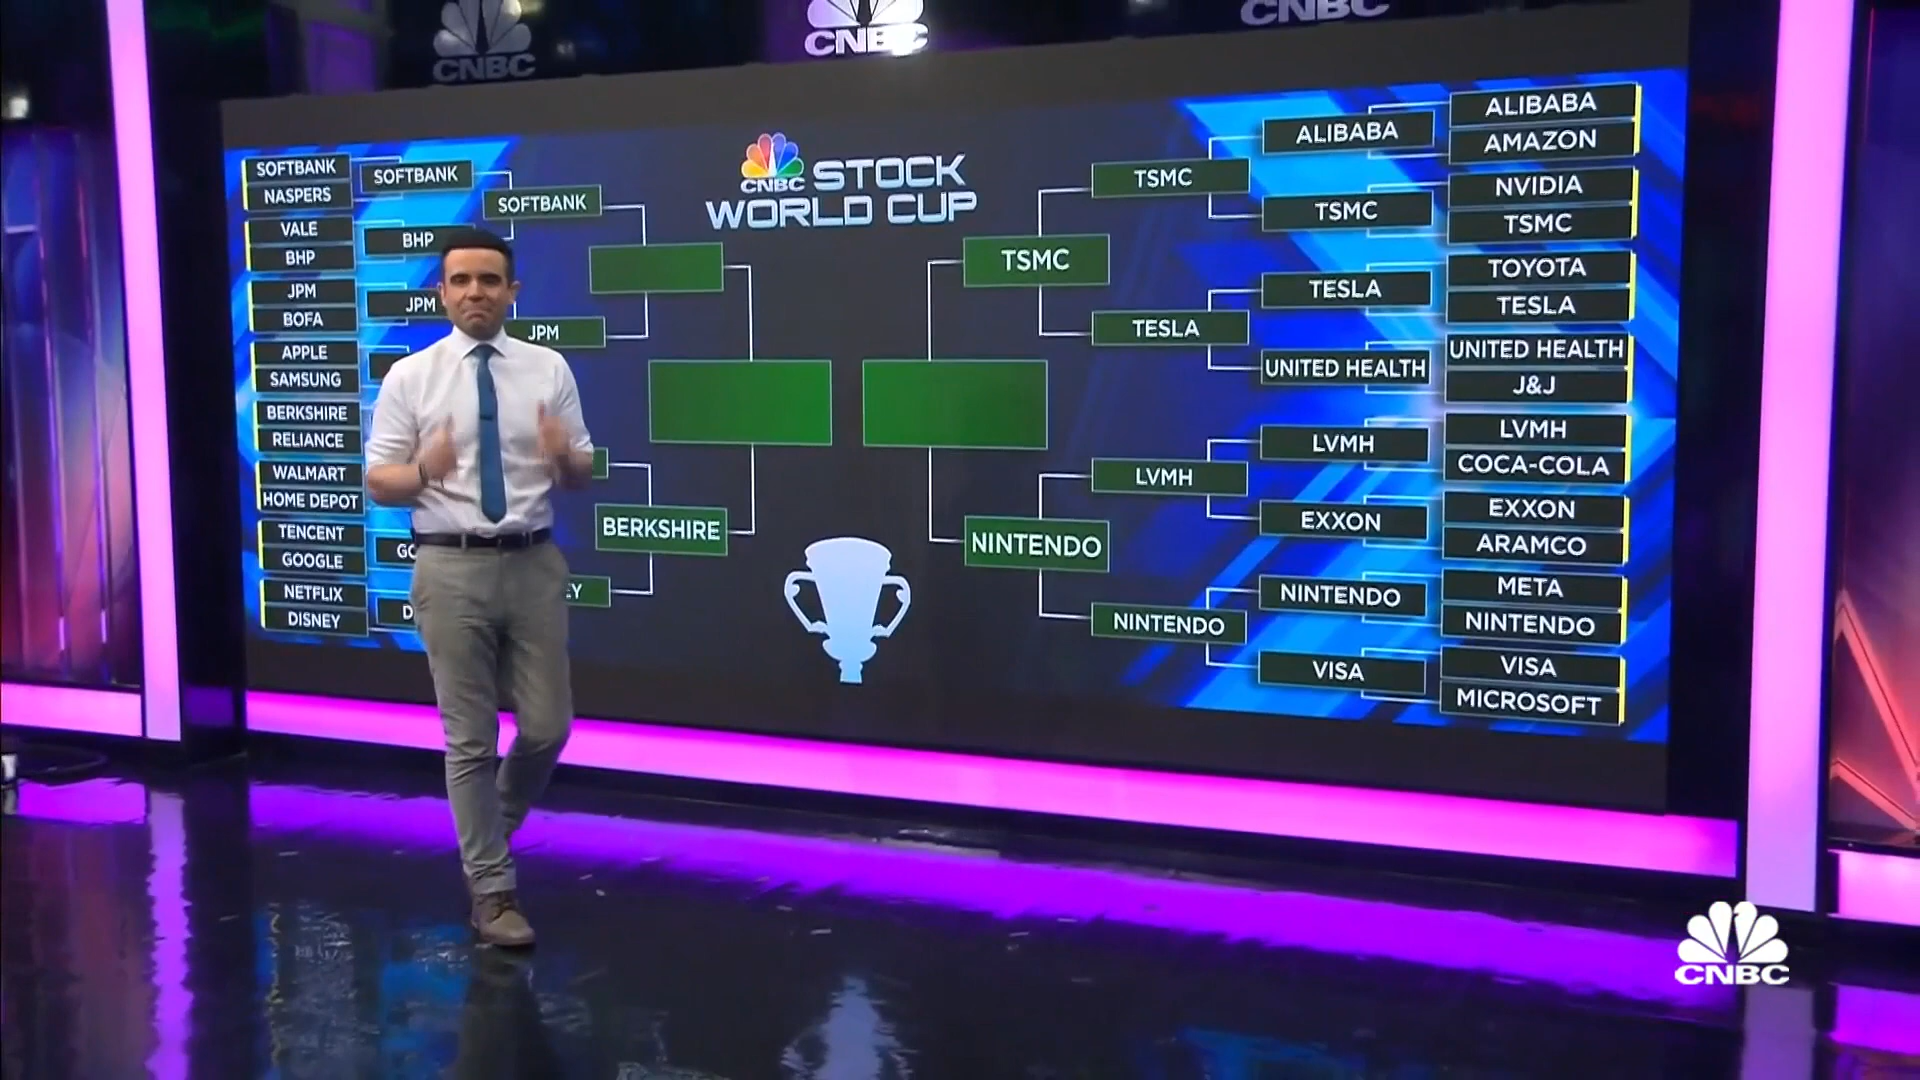 CNBC
CNBC
CNBC
CNBC STOCK
WORLD CUP
SOFTBANK
NASPERS
VALE
BHP
JPM
BOFA
APPLE
SAMSUNG
BERKSHIRE
RELIANCE
WALMART
HOME DEPOT
TENCENT
GOOGLE
NETFLIX
DISNEY
SOFTBANK
BHP
JPM
SOFTBANK
JPM
BERKSHIRE
TSMC
NINTENDO
TSMC
TESLA
LVMH
NINTENDO
ALIBABA
TSMC
TESLA
UNITED HEALTH
LVMH
EXXON
NINTENDO
VISA
ALIBABA
AMAZON
NVIDIA
TSMC
TOYOTA
TESLA
UNITED HEALTH
J&J
LVMH
COCA-COLA
EXXON
ARAMCO
META
NINTENDO
VISA
MICROSOFT
CNBC